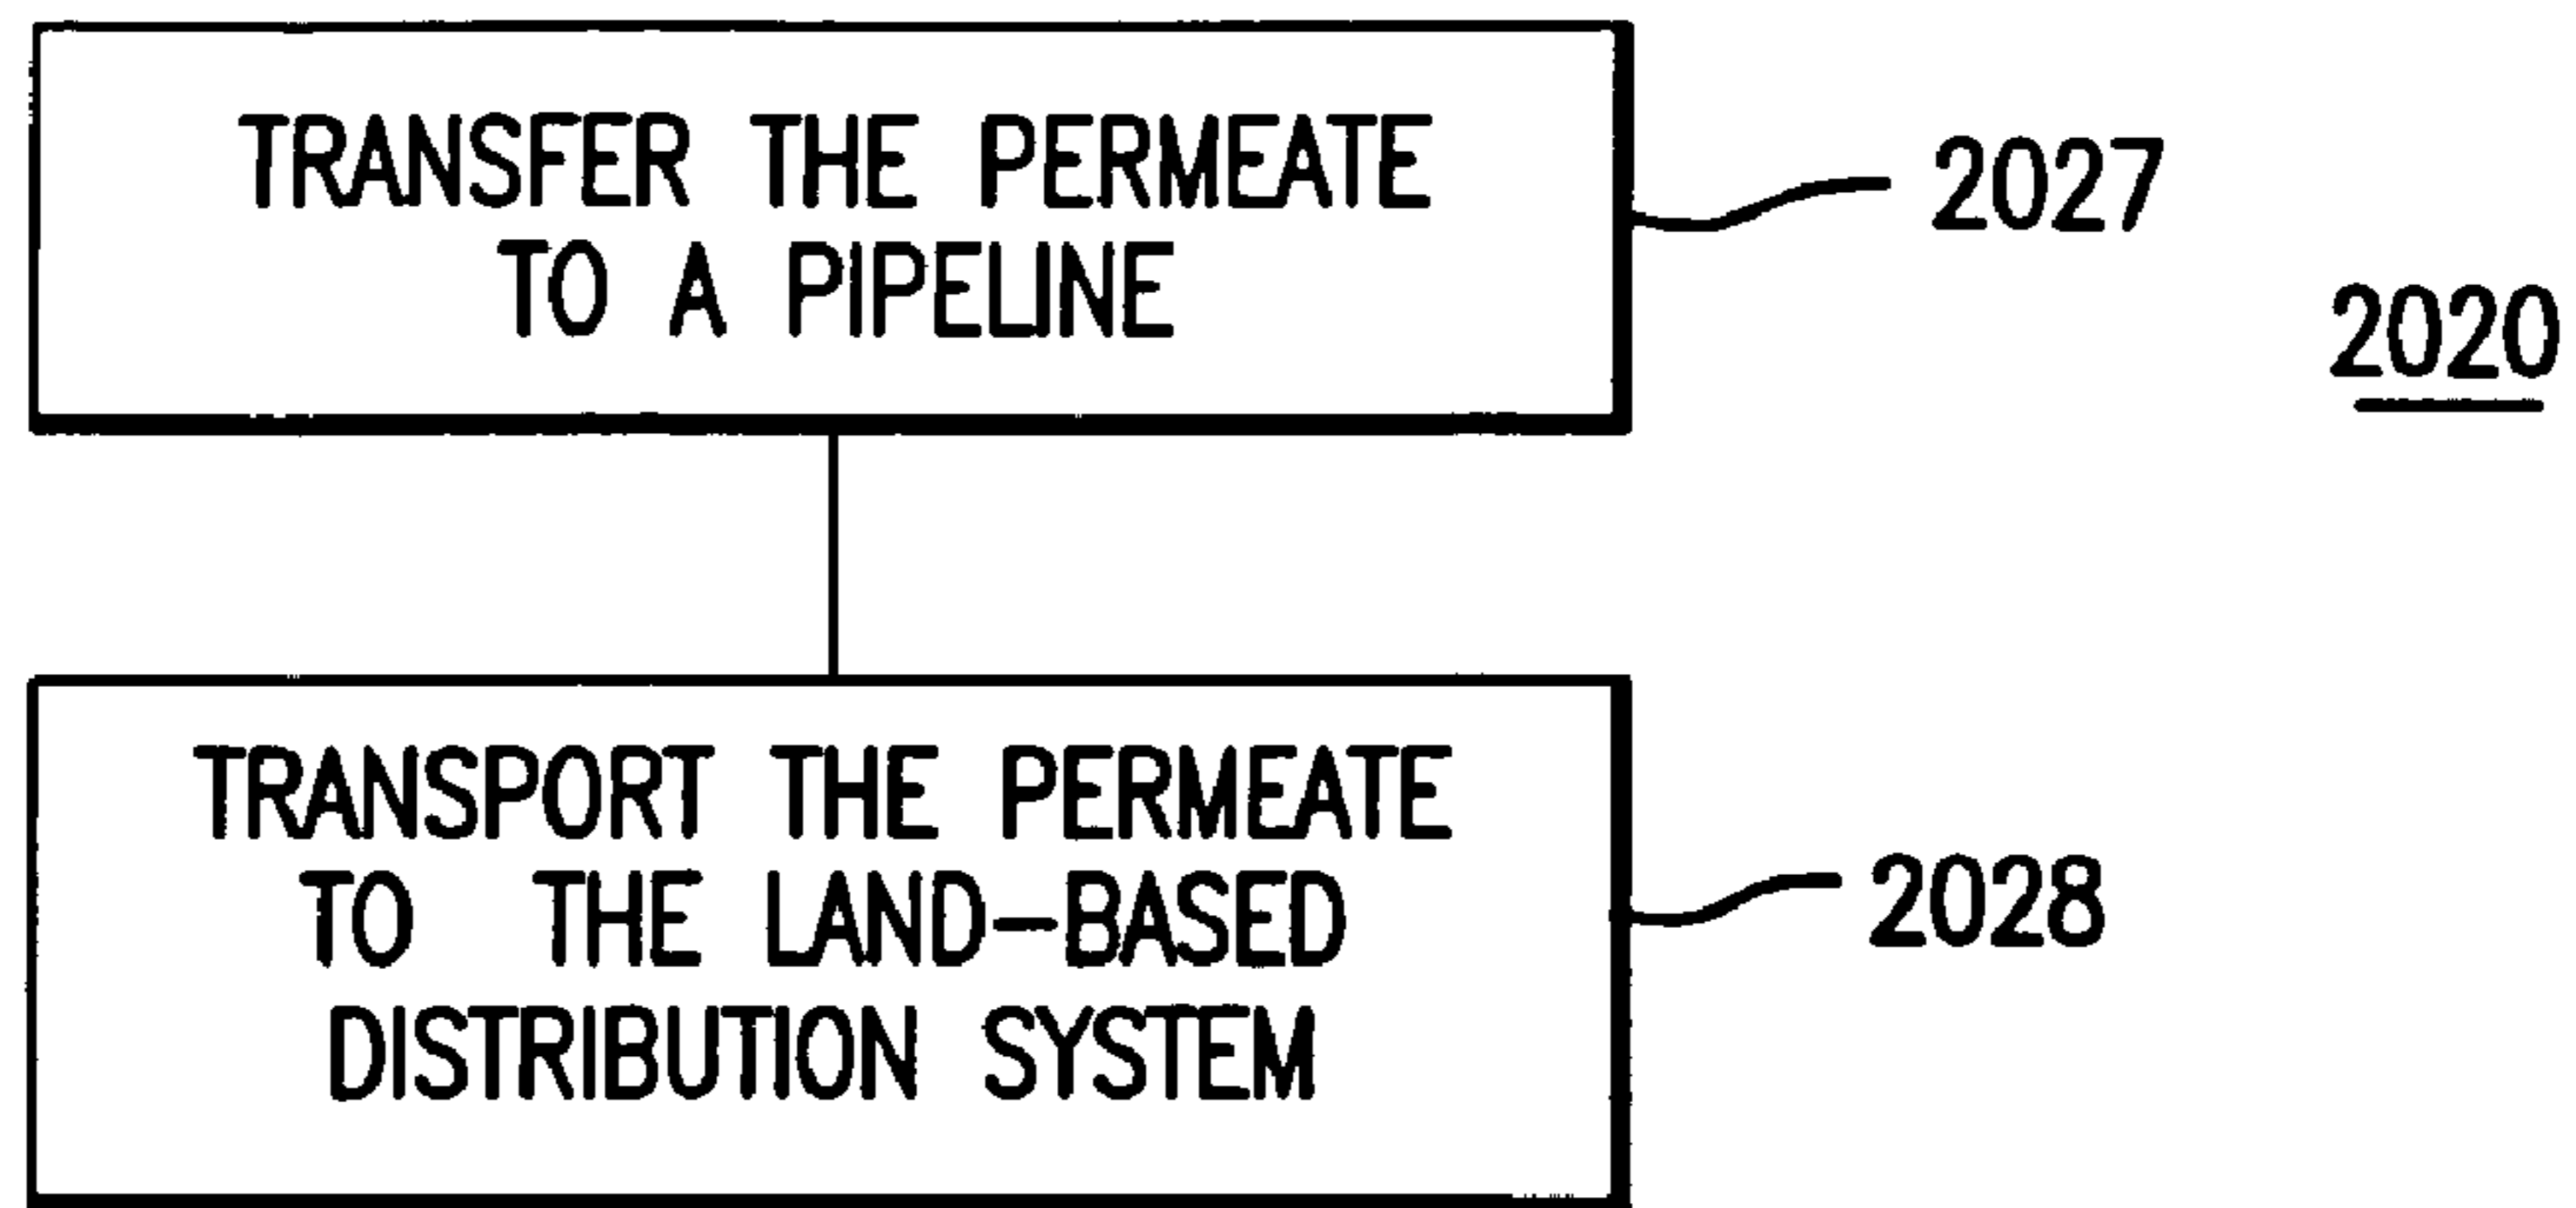 TRANSFER THE PERMEATE
TO A PIPELINE
2027
2020
TRANSPORT THE PERMEATE
TO THE LAND-BASED
DISTRIBUTION SYSTEM
2028